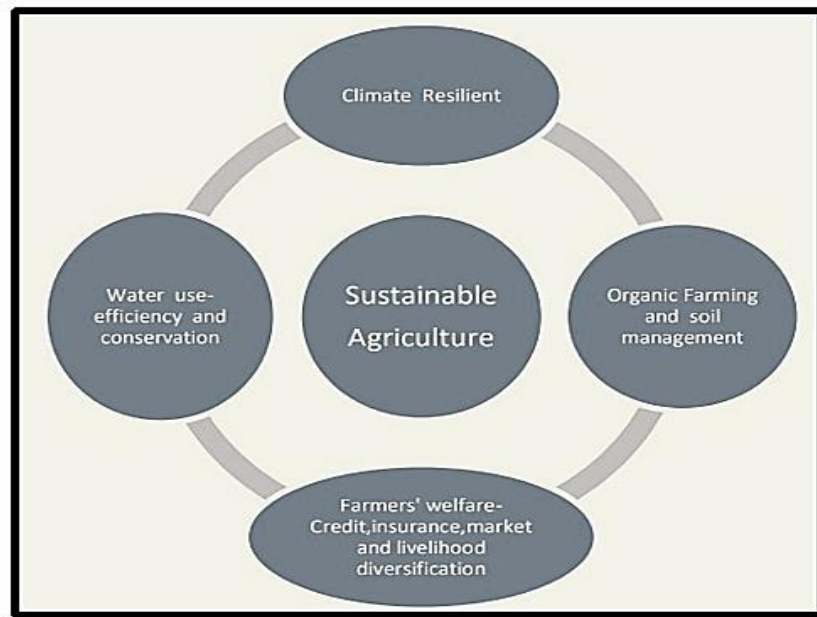 Climate Resilient
Water use-
efficiency and
conservation
Sustainable
Agriculture
Organic Farming
and soil
management
Farmers' welfare-
Credit,insurance,market
and livelihood
diversification